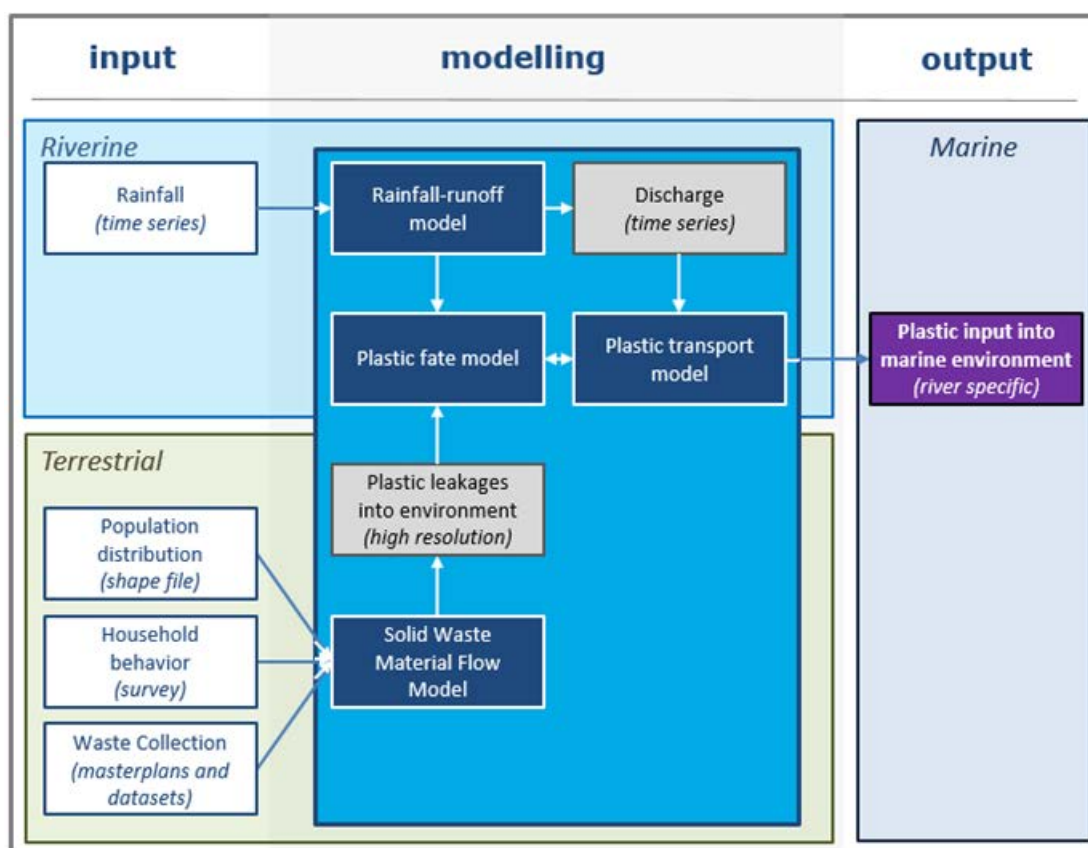 input
modelling
output
Riverine
Marine
Rainfall
(time series)
Rainfall-runoff
model
Discharge
(time series)
Plastic fate model
Plastic transport
model
Plastic input into
marine environment
(river specific)
Terrestrial
Plastic leakages
into environment
(high resolution)
Population
distribution
(shape file)
Household
behavior
(survey)
Solid Waste
Material Flow
Model
Waste Collection
(masterplans and
datasets)